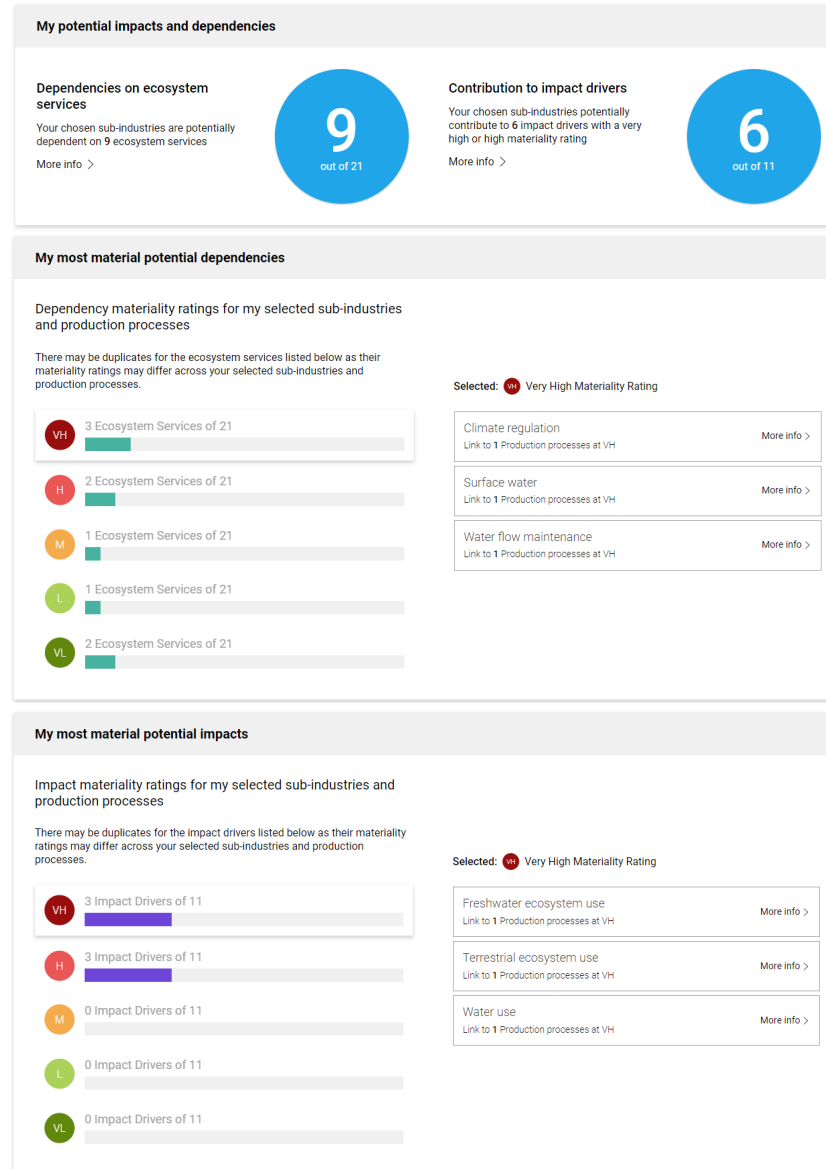 My potential impacts and dependencies
Dependencies on ecosystem
services
Your chosen sub-industries are potentially
dependent on 9 ecosystem services
More info >
9
out of 21
Contribution to impact drivers
Your chosen sub-industries potentially
contribute to 6 impact drivers with a very
high or high materiality rating
More info >
6
out of 11
My most material potential dependencies
Dependency materiality ratings for my selected sub-industries
and production processes
There may be duplicates for the ecosystem services listed below as their
materiality ratings may differ across your selected sub-industries and
production processes.
VH
3 Ecosystem Services of 21
H
2 Ecosystem Services of 21
M
1 Ecosystem Services of 21
L
1 Ecosystem Services of 21
VL
2 Ecosystem Services of 21
Selected: VH Very High Materiality Rating
Climate regulation
Link to 1 Production processes at VH
More info >
Surface water
Link to 1 Production processes at VH
More info >
Water flow maintenance
Link to 1 Production processes at VH
More info >
My most material potential impacts
Impact materiality ratings for my selected sub-industries and
production processes
There may be duplicates for the impact drivers listed below as their materiality
ratings may differ across your selected sub-industries and production
processes.
VH
3 Impact Drivers of 11
H
3 Impact Drivers of 11
M
0 Impact Drivers of 11
L
0 Impact Drivers of 11
VL
0 Impact Drivers of 11
Selected: VH Very High Materiality Rating
Freshwater ecosystem use
Link to 1 Production processes at VH
More info >
Terrestrial ecosystem use
Link to 1 Production processes at VH
More info >
Water use
Link to 1 Production processes at VH
More info >